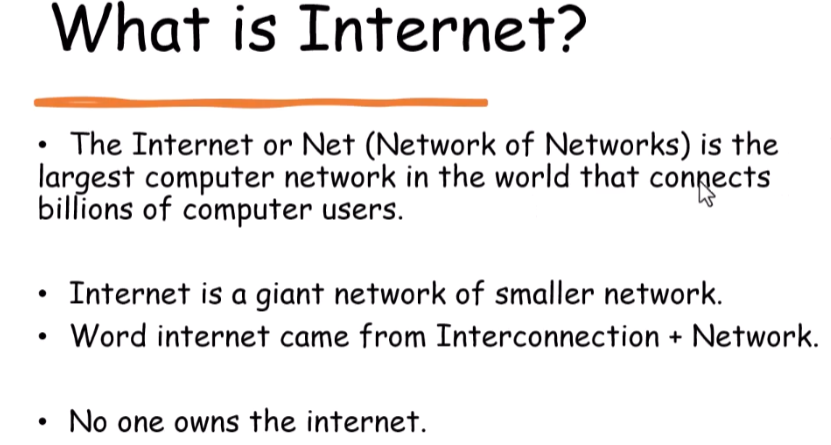 What is Internet?
• The Internet or Net (Network of Networks) is the
largest computer network in the world that connects
billions of computer users.
• Internet is a giant network of smaller network.
• Word internet came from Interconnection + Network.
• No one owns the internet.